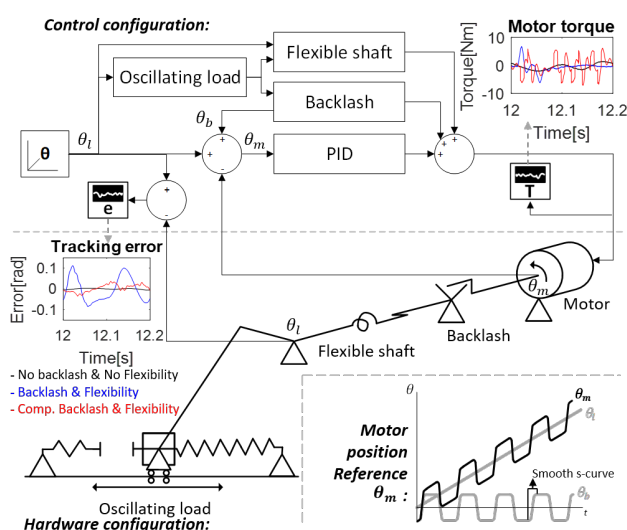 Control configuration:
Flexible shaft
Oscillating load
Backlash
θ
θl
θb
θm
PID
+
+
+
-
+
+
+
+
-
e
T
Motor torque
Torque[Nm]
10
0
-10
12
12.1
12.2
Time[s]
Tracking error
Error[rad]
0.1
0
-0.1
12
12.1
12.2
Time[s]
- No backlash & No Flexibility
- Backlash & Flexibility
- Comp. Backlash & Flexibility
θm
Motor
Backlash
θl
Flexible shaft
Oscillating load
Hardware configuration:
Motor
position
Reference
θm :
θ
θm
θl
Smooth s-curve
θb
t